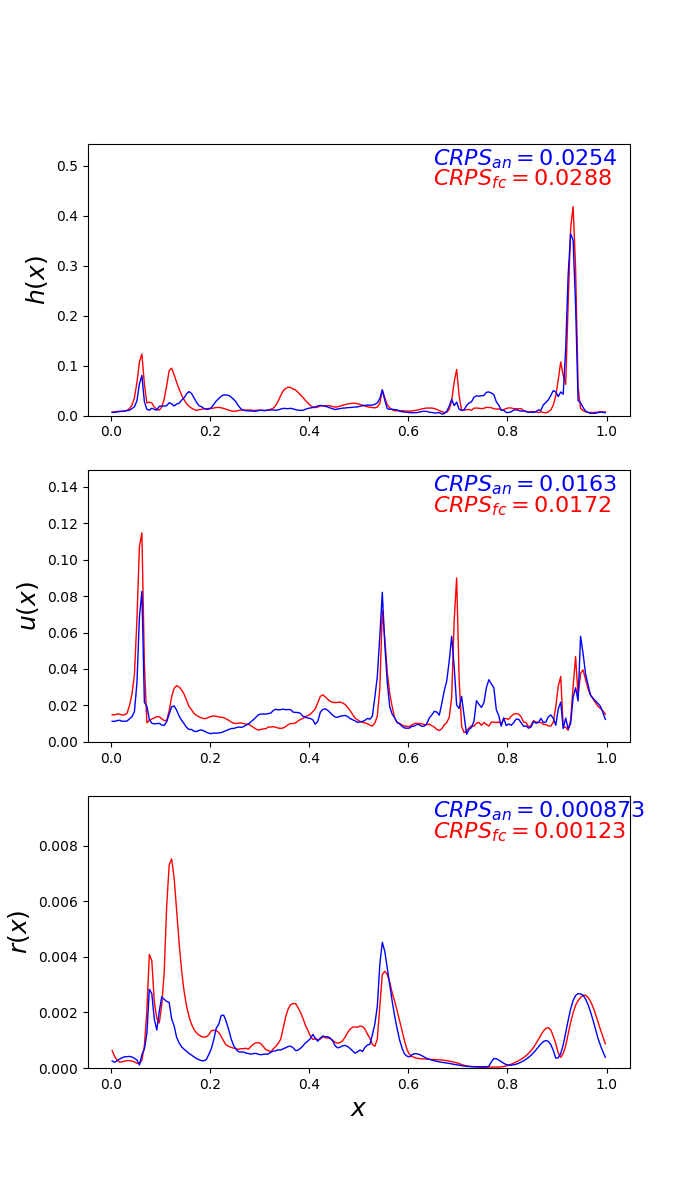 CRPS_an = 0.0254
CRPS_fc = 0.0288
h(x)
0.5
0.4
0.3
0.2
0.1
0.0
0.0 0.2 0.4 0.6 0.8 1.0
CRPS_an = 0.0163
CRPS_fc = 0.0172
u(x)
0.14
0.12
0.10
0.08
0.06
0.04
0.02
0.00
0.0 0.2 0.4 0.6 0.8 1.0
CRPS_an = 0.000873
CRPS_fc = 0.00123
r(x)
0.008
0.006
0.004
0.002
0.000
0.0 0.2 0.4 0.6 0.8 1.0
x